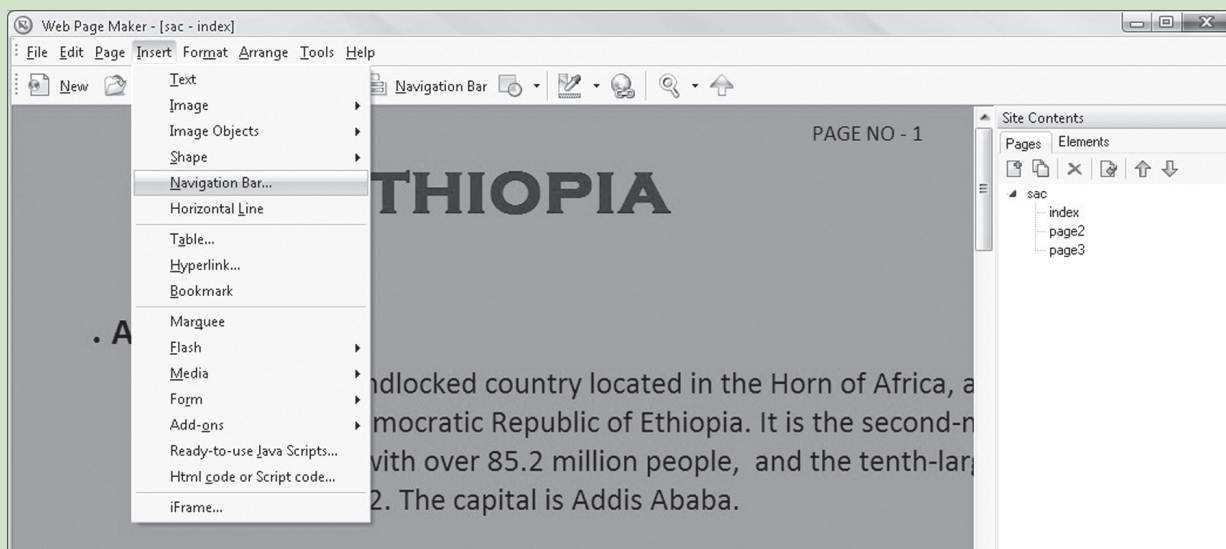 Web Page Maker - [sac - index]
File Edit Page Insert Format Arrange Tools Help
New Navigation Bar
Text
Image
Image Objects
Shape
Navigation Bar...
Horizontal Line
Table...
Hyperlink...
Bookmark
Marquee
Flash
Media
Form
Add-ons
Ready-to-use Java Scripts...
Html code or Script code...
iFrame...
PAGE NO - 1
THIOPIA
. A
ndlocked country located in the Horn of Africa, a
mocratic Republic of Ethiopia. It is the second-n
with over 85.2 million people, and the tenth-larg
2. The capital is Addis Ababa.
Site Contents
Pages Elements
sac
index
page2
page3